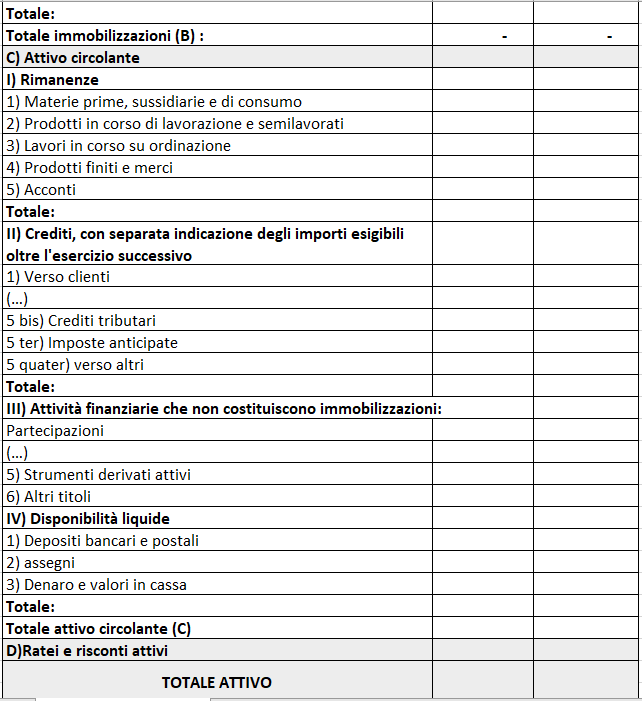 Totale:
Totale immobilizzazioni (B) : - -
C) Attivo circolante
I) Rimanenze
1) Materie prime, sussidiarie e di consumo
2) Prodotti in corso di lavorazione e semilavorati
3) Lavori in corso su ordinazione
4) Prodotti finiti e merci
5) Acconti
Totale:
II) Crediti, con separata indicazione degli importi esigibili
oltre l'esercizio successivo
1) Verso clienti
(...)
5 bis) Crediti tributari
5 ter) Imposte anticipate
5 quater) verso altri
Totale:
III) Attività finanziarie che non costituiscono immobilizzazioni:
Partecipazioni
(...)
5) Strumenti derivati attivi
6) Altri titoli
IV) Disponibilità liquide
1) Depositi bancari e postali
2) assegni
3) Denaro e valori in cassa
Totale:
Totale attivo circolante (C)
D)Ratei e risconti attivi
TOTALE ATTIVO